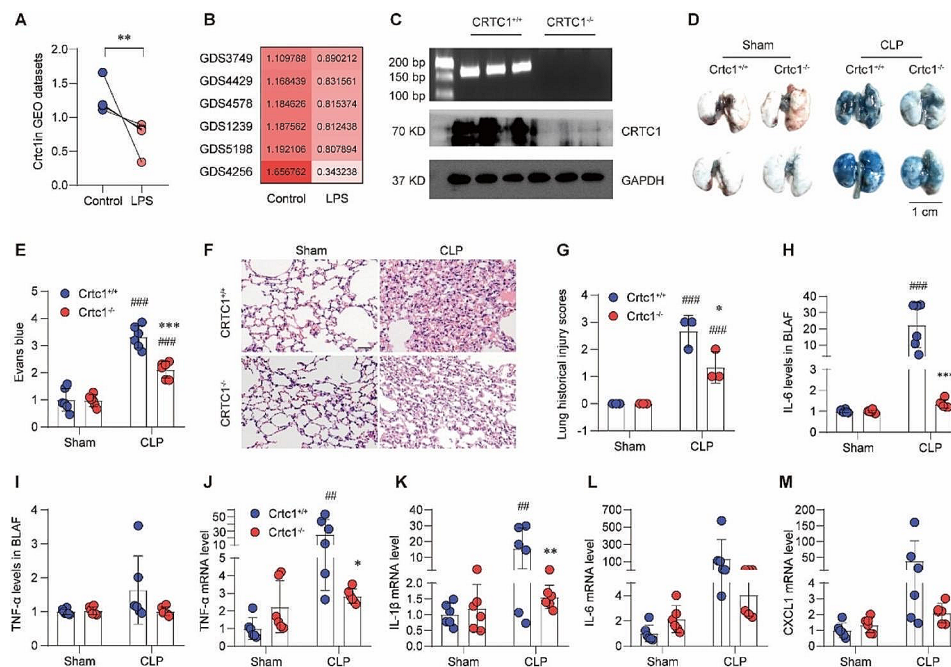 A
Crtc1in GEO datasets
2.0
1.5
1.0
0.5
0.0
**
Control LPS
B
GDS3749 1.109788 0.890212
GDS4429 1.168439 0.831561
GDS4578 1.184626 0.815374
GDS1239 1.187562 0.812438
GDS5198 1.192106 0.807894
GDS4256 1.656762 0.343238
Control LPS
C
CRTC1+/+ CRTC1-/-
200 bp
150 bp
100 bp
70 KD CRTC1
37 KD GAPDH
D
Sham CLP
Crtc1+/+ Crtc1-/- Crtc1+/+ Crtc1-/-
1 cm
E
Evans blue
5
4
3
2
1
0
Crtc1+/+
Crtc1-/-
###
***
###
Sham CLP
F
Sham CLP
CRTC1+/+
CRTC1-/-
G
Lung historical injury scores
5
4
3
2
1
0
-1
Crtc1+/+
Crtc1-/-
###
*
###
Sham CLP
H
IL-6 levels in BLAF
40
30
20
10
3
2
1
0
###
***
Sham CLP
I
TNF-α levels in BLAF
5
4
3
2
1
0
Sham CLP
J
TNF-α mRNA level
50
30
10
5
4
3
2
1
0
Crtc1+/+
Crtc1-/-
##
*
Sham CLP
K
IL-1β mRNA level
40
30
20
10
2.0
1.5
1.0
0.5
0.0
##
**
Sham CLP
L
IL-6 mRNA level
700
500
300
100
6
4
2
0
Sham CLP
M
CXCL1 mRNA level
200
150
100
50
4
3
2
1
0
Sham CLP